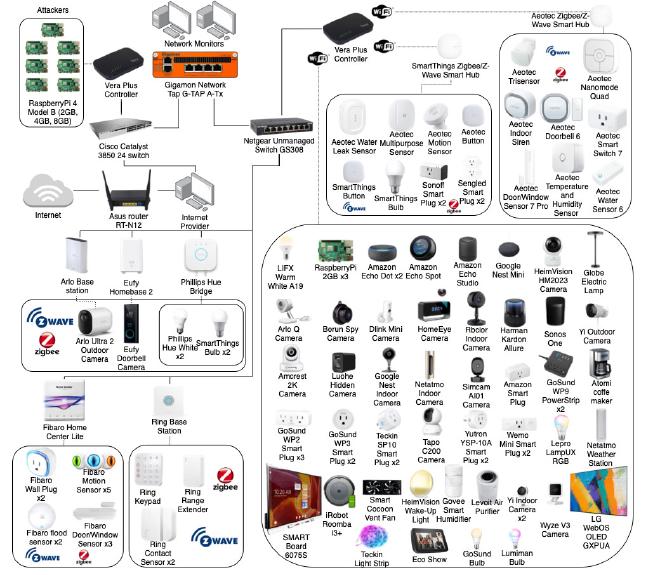 Attackers
RaspberryPi 4
Model B (2GB,
4GB, 8GB)
Vera Plus
Controller
Network Monitors
Gigamon Network
Tap G-TAP A-Tx
Cisco Catalyst
3850 24 switch
Netgear Unmanaged
Switch GS308
Vera Plus
Controller
WiFi
WiFi
WiFi
SmartThings Zigbee/Z-
Wave Smart Hub
Aeotec Zigbee/Z-
Wave Smart Hub
Internet
Asus router
RT-N12
Internet
Provider
Aeotec Water
Leak Sensor
Aeotec
Multipurpose
Sensor
Aeotec
Motion
Sensor
Aeotec
Button
SmartThings
Button
SmartThings
Bulb
Sonoff
Smart
Plug x2
Sengled
Smart
Plug x2
Z WAVE
zigbee
Aeotec
Trisensor
Z WAVE
zigbee
Aeotec
Nanomode
Quad
Aeotec
Indoor
Siren
Aeotec
Doorbell 6
Aeotec
Smart
Switch 7
Aeotec
Door/Window
Sensor 7 Pro
Aeotec
Temperature
and
Humidity
Sensor
Aeotec
Water
Sensor 6
Arlo Base
station
Eufy
Homebase 2
Phillips Hue
Bridge
Z WAVE
zigbee
Arlo Ultra 2
Outdoor
Camera
Eufy
Doorbell
Camera
Phillips
Hue White
x2
SmartThings
Bulb x2
Fibaro Home
Center Lite
Ring Base
Station
Fibaro
Wall Plug
x2
Fibaro
Motion
Sensor x5
Fibaro flood
sensor x2
Fibaro
Door/Window
Sensor x3
Z WAVE
zigbee
Ring
Keypad
Ring
Range
Extender
zigbee
Ring
Contact
Sensor x2
Z WAVE
LIFX
Warm
White A19
RaspberryPi
2GB x3
Amazon
Echo Dot x2
Amazon
Echo Spot
Amazon
Echo
Studio
Google
Nest Mini
HeimVision
HM2023
Camera
Globe
Electric
Lamp
Arlo Q
Camera
Borun Spy
Camera
Dlink Mini
Camera
HomeEye
Camera
Rbcior
Indoor
Camera
Harman
Kardon
Allure
Sonos
One
Yi Outdoor
Camera
Amcrest
2K
Camera
Luohe
Hidden
Camera
Google
Nest Indoor
Camera
Netatmo
Indoor
Camera
Simcam
AI01
Camera
Amazon
Smart
Plug
GoSund
WP9
PowerStrip
x2
Atomi
coffe
maker
GoSund
WP2
Smart
Plug x3
GoSund
WP3
Smart
Plug x2
Teckin
SP10
Smart
Plug x2
Tapo
C200
Camera
Yutron
YSP-10A
Smart
Plug x2
Wemo
Mini Smart
Plug x2
Lepro
LampUX
RGB
Netatmo
Weather
Station
SMART
Board
6075S
iRobot
Roomba
i3+
Smart
Cocoon
Vent Fan
HeimVision
Wake-Up
Light
Govee
Smart
Humidifier
Levoit Air
Purifier
Yi Indoor
Camera
x2
Wyze V3
Camera
LG
WebOS
OLED
GXPUA
Teckin
Light Strip
Eco Show
GoSund
Bulb
Lumiman
Bulb